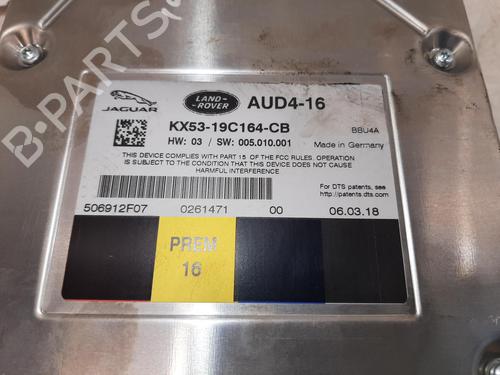 B-PARTS
JAGUAR
LAND-
ROVER
AUD4-16
KX53-19C164-CB
BBU4A
HW: 03 / SW: 005.010.001
Made in Germany
THIS DEVICE COMPLIES WITH PART 15 OF THE FCC RULES. OPERATION
IS SUBJECT TO THE CONDITION THAT THIS DEVICE DOES NOT CAUSE
HARMFUL INTERFERENCE
For DTS patents, see
http://patents.dts.com
506912F07 0261471 00 06.03.18
PREM
16